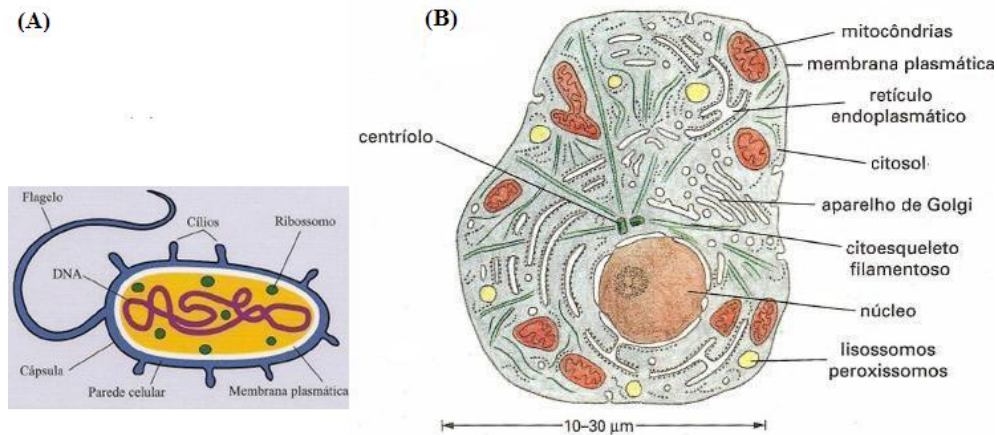 (A)
Flagelo
Cílios
Ribossomo
DNA
Cápsula
Parede celular
Membrana plasmática
(B)
mitocôndrias
membrana plasmática
retículo
endoplasmático
centríolo
citosol
aparelho de Golgi
citoesqueleto
filamentoso
núcleo
lisossomos
peroxissomos
10–30 µm